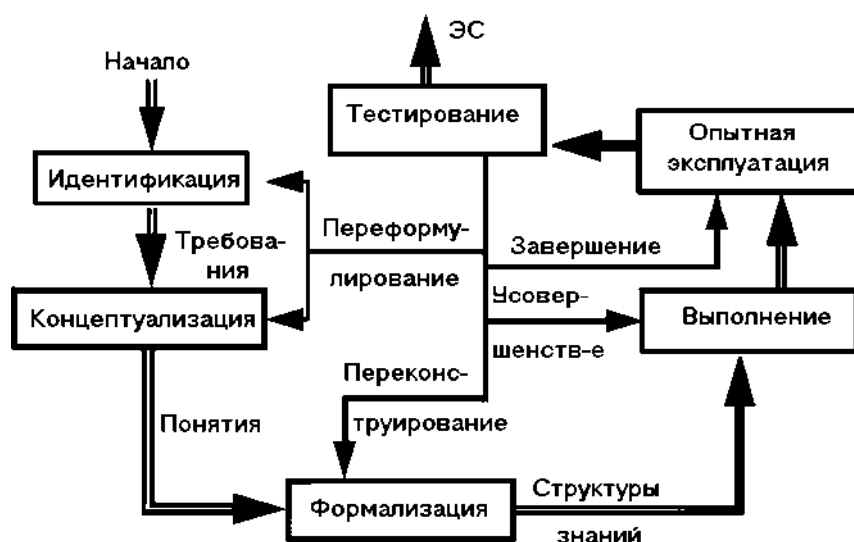 ЭС
Начало
Тестирование
Опытная
эксплуатация
Идентификация
Требова-
ния
Переформу-
лирование
Завершение
Усовер-
шенств-е
Концептуализация
Выполнение
Переконс-
труирование
Понятия
Формализация
Структуры
знаний